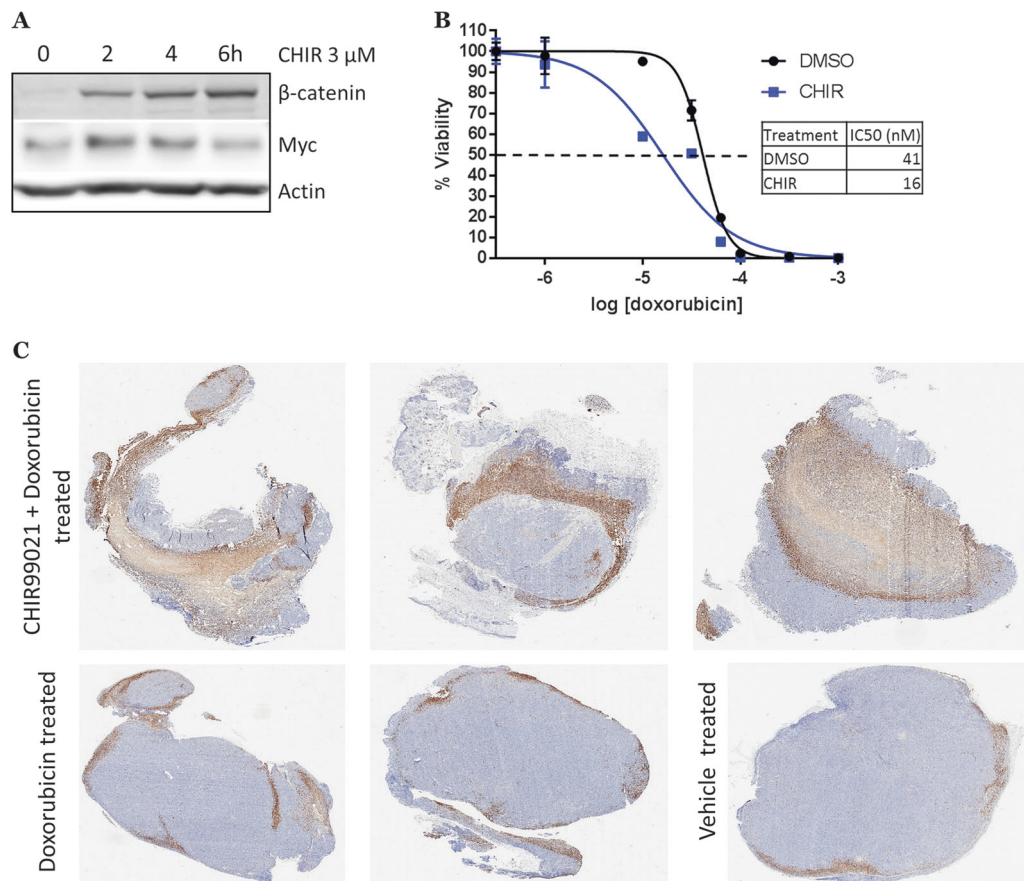 A
0 2 4 6h CHIR 3 µM
β-catenin
Myc
Actin
B
110
100
90
80
70
60
50
40
30
20
10
0
% Viability
-6 -5 -4 -3
log [doxorubicin]
DMSO
CHIR
Treatment IC50 (nM)
DMSO 41
CHIR 16
C
CHIR99021 + Doxorubicin
treated
Doxorubicin treated
Vehicle treated